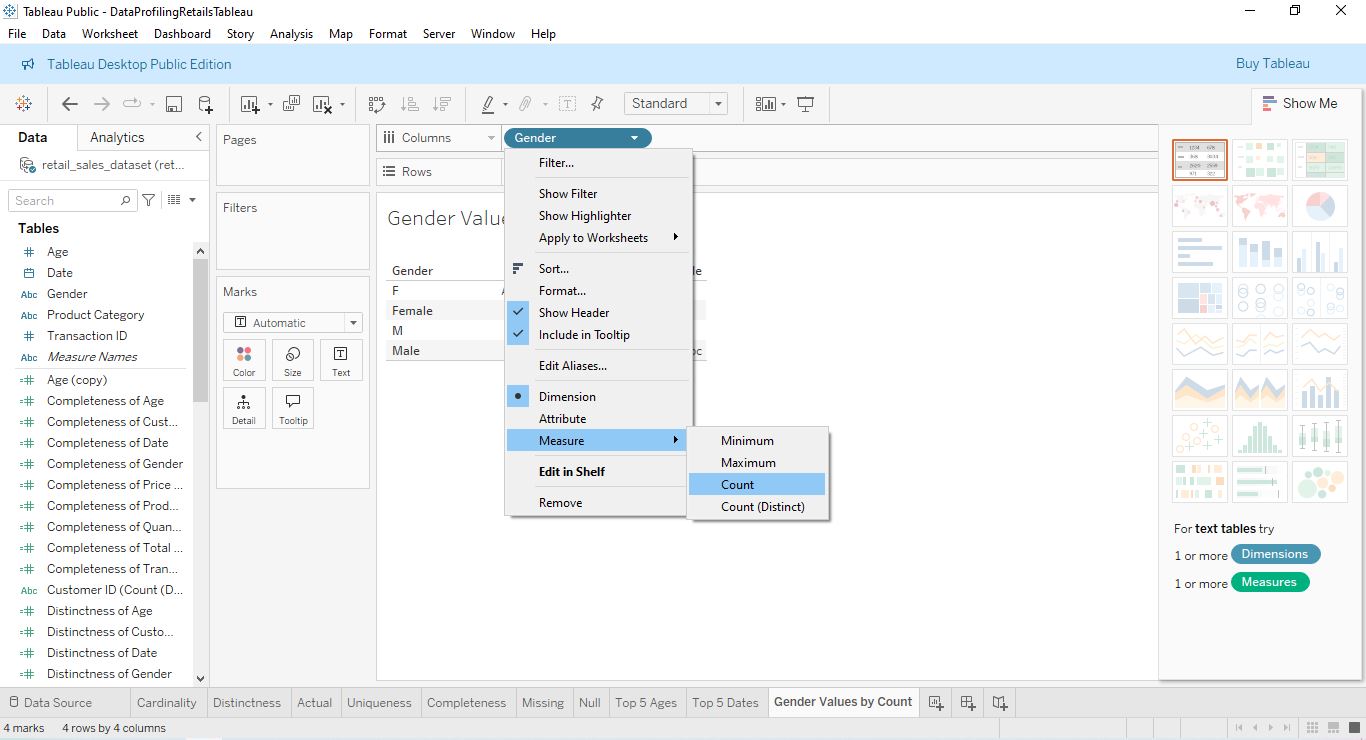 Tableau Public - DataProfilingRetailsTableau
File Data Worksheet Dashboard Story Analysis Map Format Server Window Help
Tableau Desktop Public Edition Buy Tableau
Standard Show Me
Data Analytics
retail_sales_dataset (ret...
Search
Tables
Age
Date
Abc Gender
Abc Product Category
Transaction ID
Abc Measure Names
Age (copy)
Completeness of Age
Completeness of Cust...
Completeness of Date
Completeness of Gender
Completeness of Price ...
Completeness of Prod...
Completeness of Quan...
Completeness of Total ...
Completeness of Tran...
Abc Customer ID (Count (D...
Distinctness of Age
Distinctness of Custo...
Distinctness of Date
Distinctness of Gender
Pages
Filters
Marks
Automatic
Color Size Text
Detail Tooltip
Columns Gender
Rows
Gender Value
Gender
F
Female
M
Male
Filter...
Show Filter
Show Highlighter
Apply to Worksheets
Sort...
Format...
Show Header
Include in Tooltip
Edit Aliases...
Dimension
Attribute
Measure
Edit in Shelf
Remove
Minimum
Maximum
Count
Count (Distinct)
For text tables try
1 or more Dimensions
1 or more Measures
Data Source Cardinality Distinctness Actual Uniqueness Completeness Missing Null Top 5 Ages Top 5 Dates Gender Values by Count
4 marks 4 rows by 4 columns